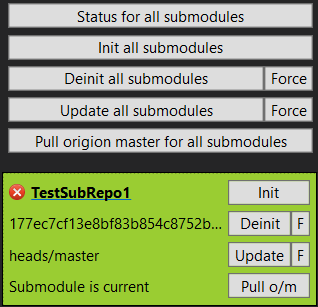 Status for all submodules
Init all submodules
Deinit all submodules Force
Update all submodules Force
Pull origion master for all submodules
TestSubRepo1 Init
177ec7cf13e8bf83b854c8752b... Deinit F
heads/master Update F
Submodule is current Pull o/m